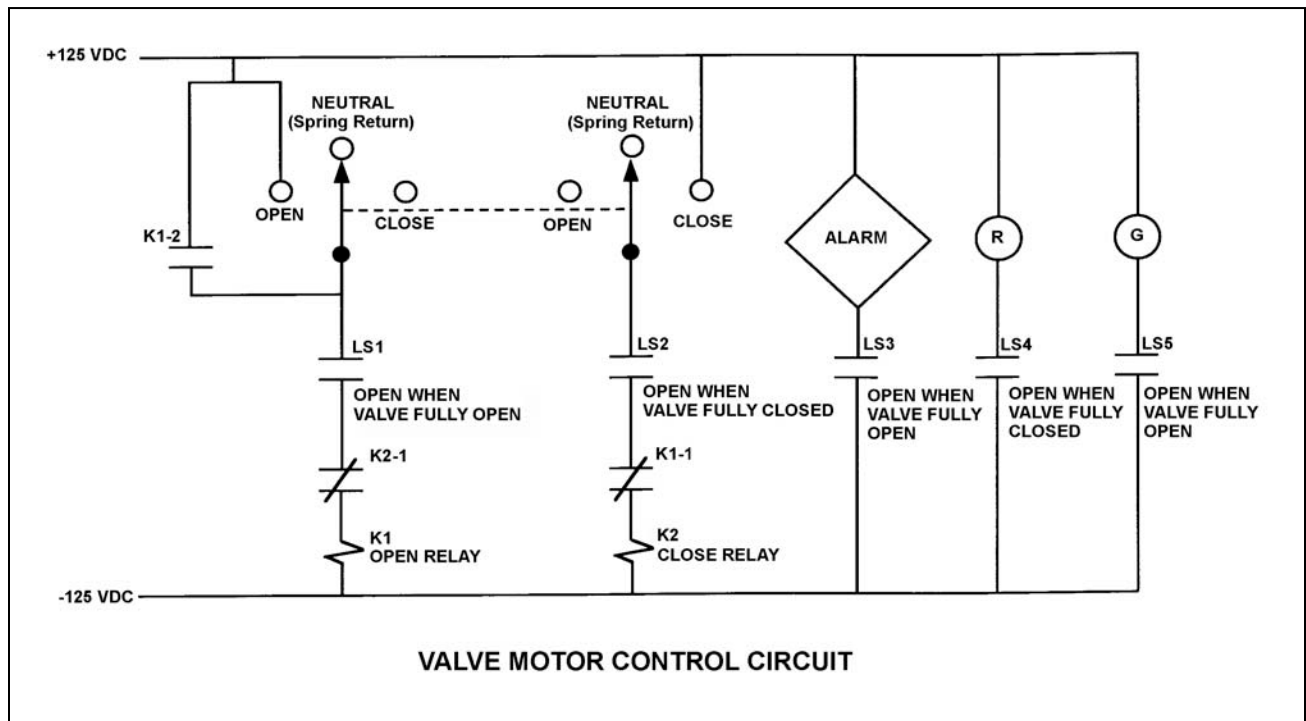 +125 VDC
NEUTRAL
(Spring Return)
NEUTRAL
(Spring Return)
OPEN
CLOSE
OPEN
CLOSE
K1-2
ALARM
R
G
LS1
OPEN WHEN
VALVE FULLY OPEN
LS2
OPEN WHEN
VALVE FULLY CLOSED
LS3
OPEN WHEN
VALVE FULLY
OPEN
LS4
OPEN WHEN
VALVE FULLY
CLOSED
LS5
OPEN WHEN
VALVE FULLY
OPEN
K2-1
K1-1
K1
OPEN RELAY
K2
CLOSE RELAY
-125 VDC
VALVE MOTOR CONTROL CIRCUIT